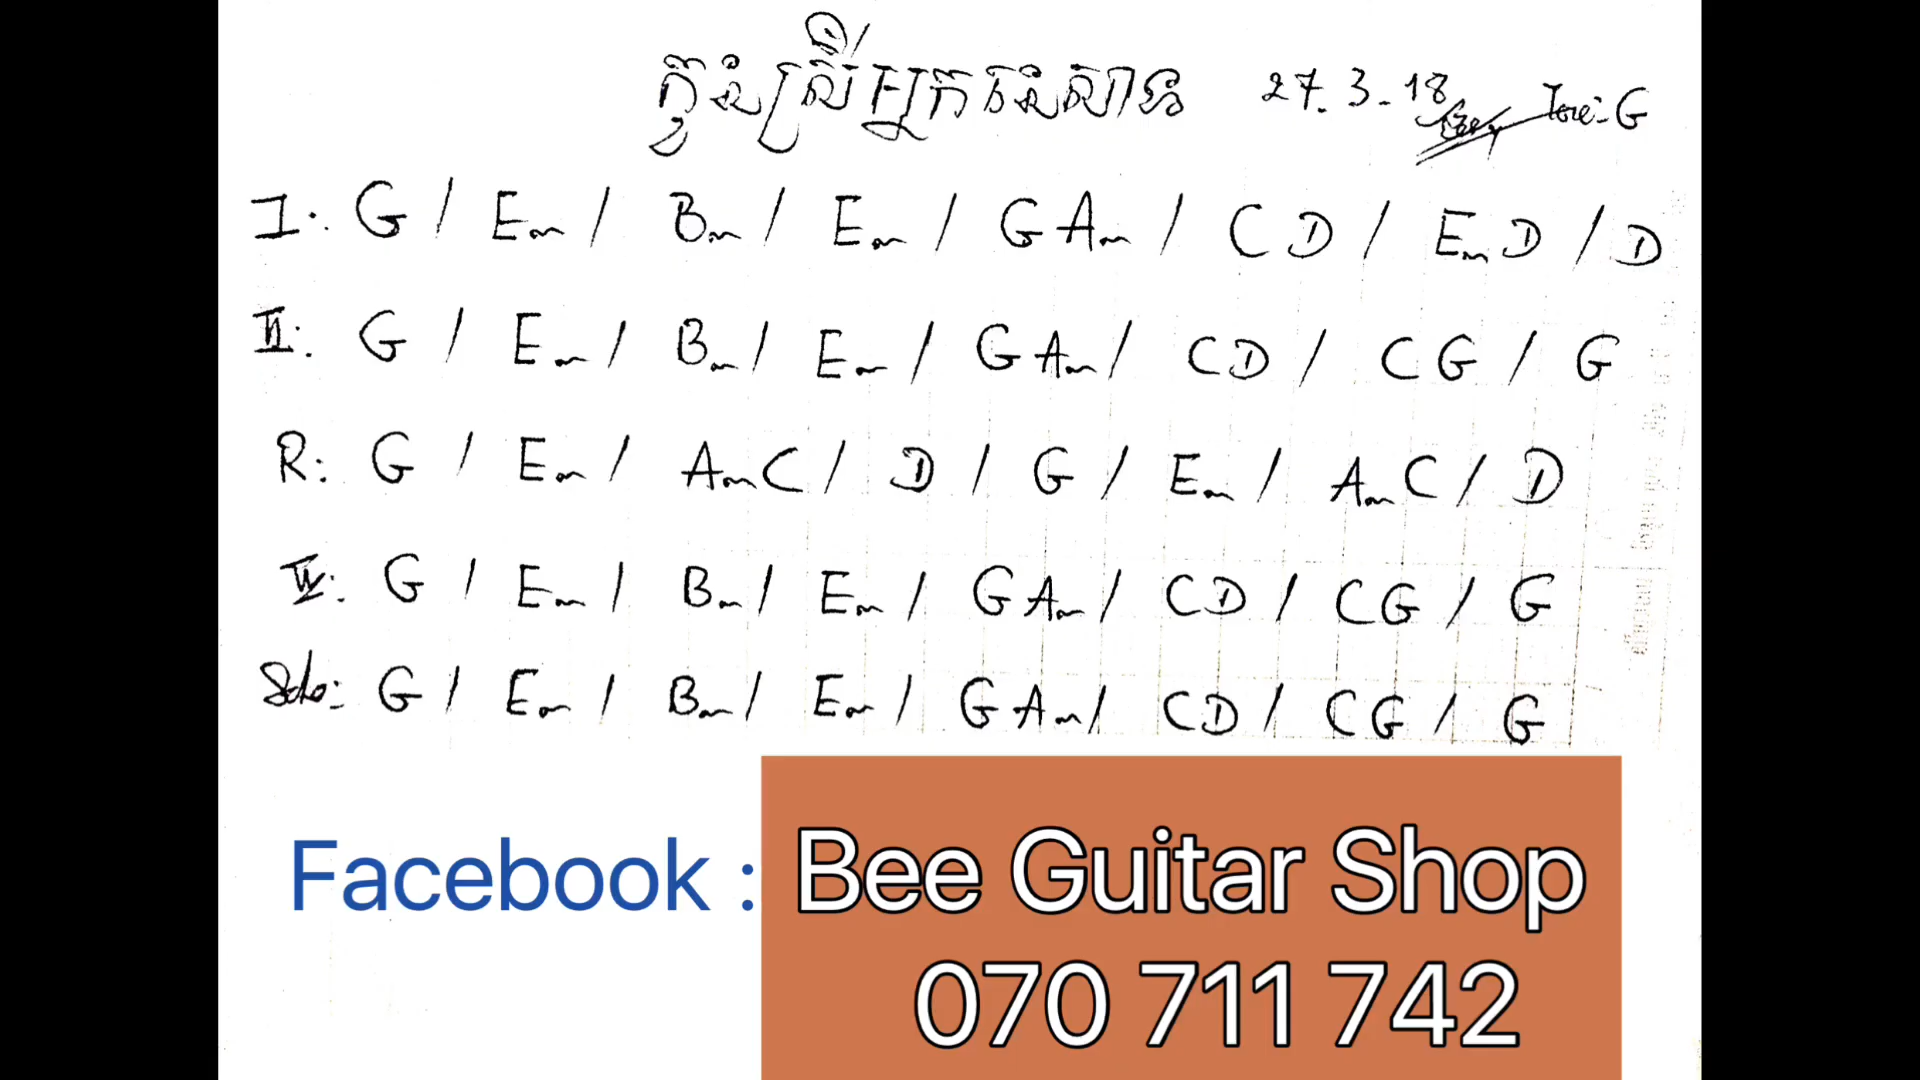 27.3.18 Tone: G
I: G / Em / Bm / Em / G Am / C D / Em D / D
II: G / Em / Bm / Em / G Am / C D / C G / G
R: G / Em / Am C / D / G / Em / Am C / D
IV: G / Em / Bm / Em / G Am / C D / C G / G
Solo: G / Em / Bm / Em / G Am / C D / C G / G
Facebook : Bee Guitar Shop
070 711 742